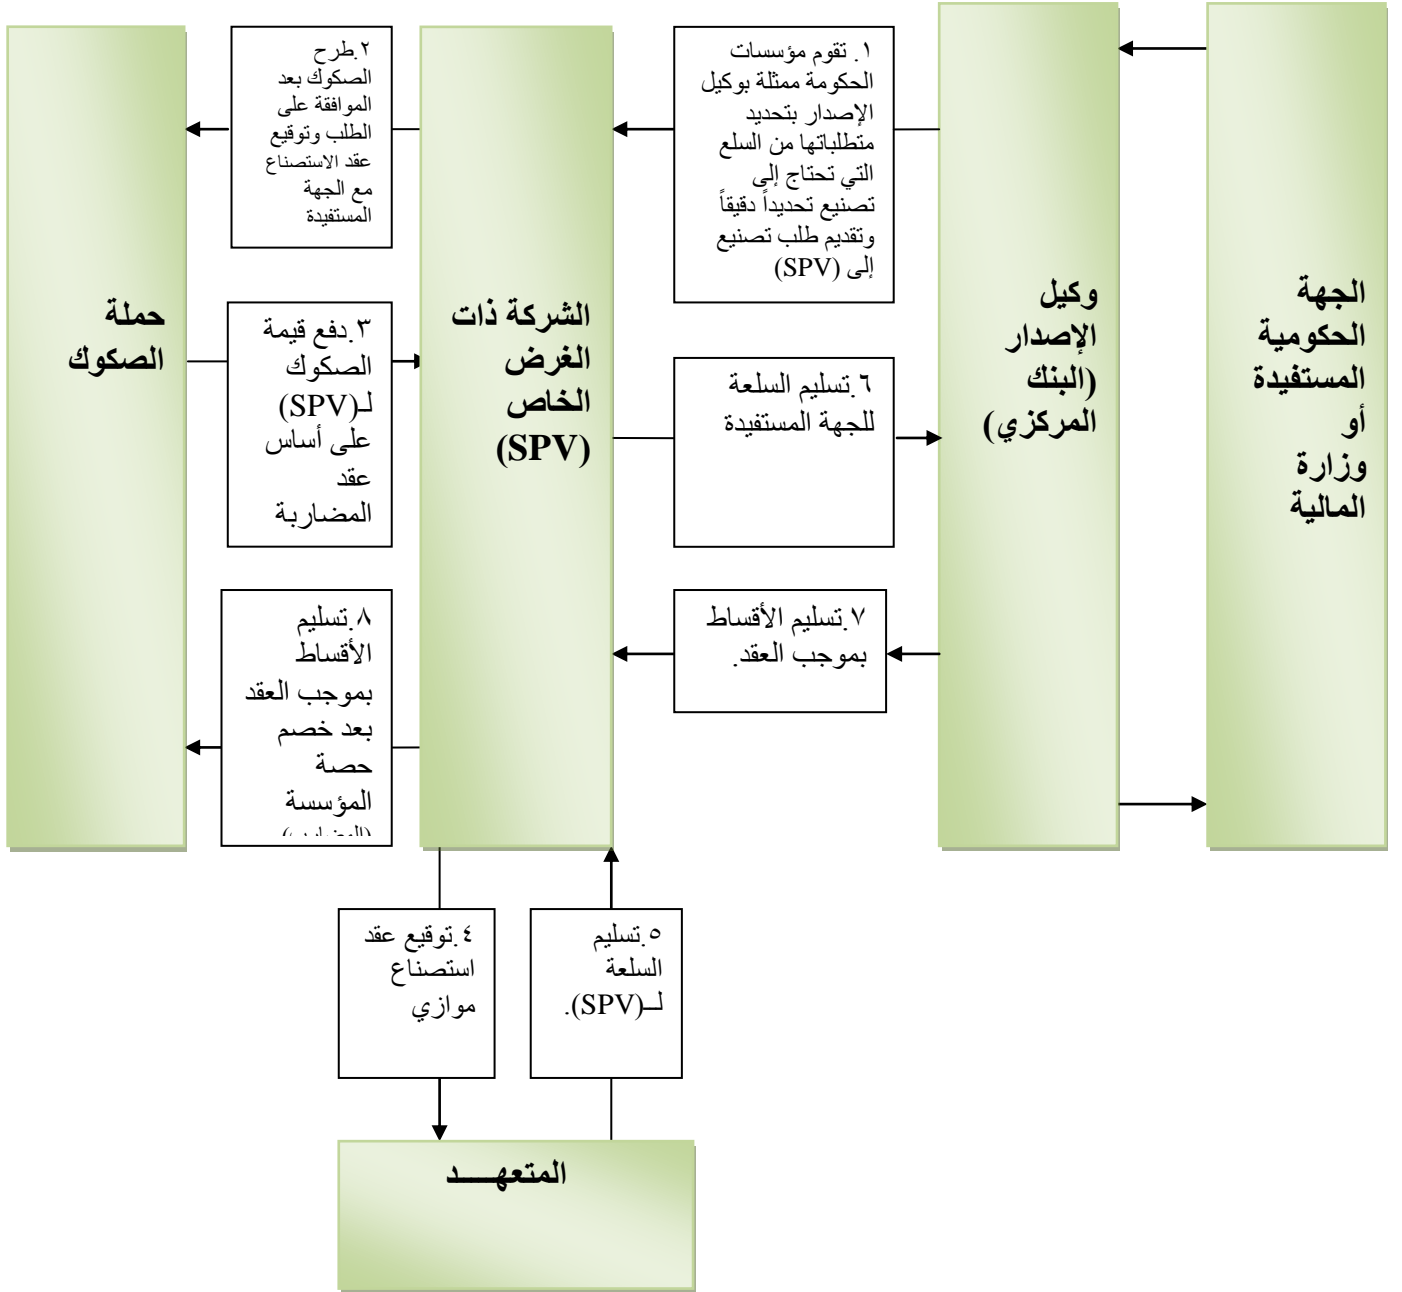 الجهة
الحكومية
المستفيدة
أو
وزارة
المالية
وكيل
الإصدار
(البنك
المركزي)
١. تقوم مؤسسات
الحكومة ممثلة بوكيل
الإصدار بتحديد
متطلباتها من السلع
التي تحتاج إلى
تصنيع تحديداً دقيقاً
وتقديم طلب تصنيع
إلى (SPV)
٦.تسليم السلعة
للجهة المستفيدة
٧.تسليم الأقساط
بموجب العقد.
الشركة ذات
الغرض
الخاص
(SPV)
٢.طرح
الصكوك بعد
الموافقة على
الطلب وتوقيع
عقد الاستصناع
مع الجهة
المستفيدة
٣.دفع قيمة
الصكوك
لـ(SPV)
على أساس
عقد
المضاربة
٨.تسليم
الأقساط
بموجب العقد
بعد خصم
حصة
المؤسسة
حملة
الصكوك
٥.تسليم
السلعة
لــ(SPV).
٤.توقيع عقد
استصناع
موازي
المتعهـــــد